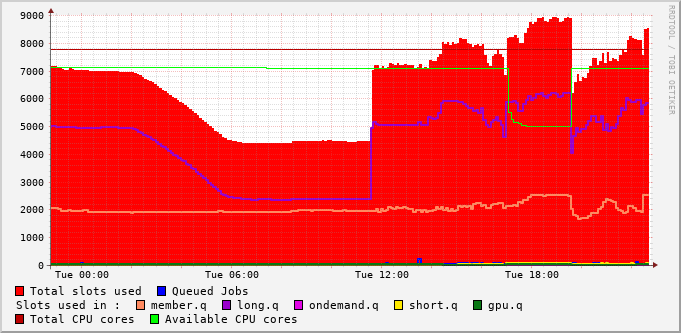 9000
8000
7000
6000
5000
4000
3000
2000
1000
0
Tue 00:00 Tue 06:00 Tue 12:00 Tue 18:00
Total slots used Queued Jobs
Slots used in : member.q long.q ondemand.q short.q gpu.q
Total CPU cores Available CPU cores
RRDTOOL / TOBI OETIKER